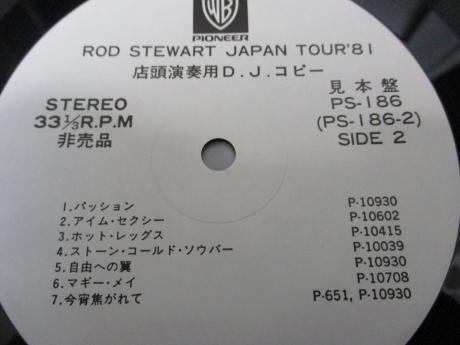 WB
PIONEER
ROD STEWART JAPAN TOUR'81
店頭演奏用D.J.コピー
STEREO
33 1/3 R.P.M
非売品
見本盤
PS-186
(PS-186-2)
SIDE 2
1.パッション P-10930
2.アイム・セクシー P-10602
3.ホット・レッグス P-10415
4.ストーン・コールド・ソウバー P-10039
5.自由への翼 P-10930
6.マギー・メイ P-10708
7.今宵焦がれて P-651, P-10930